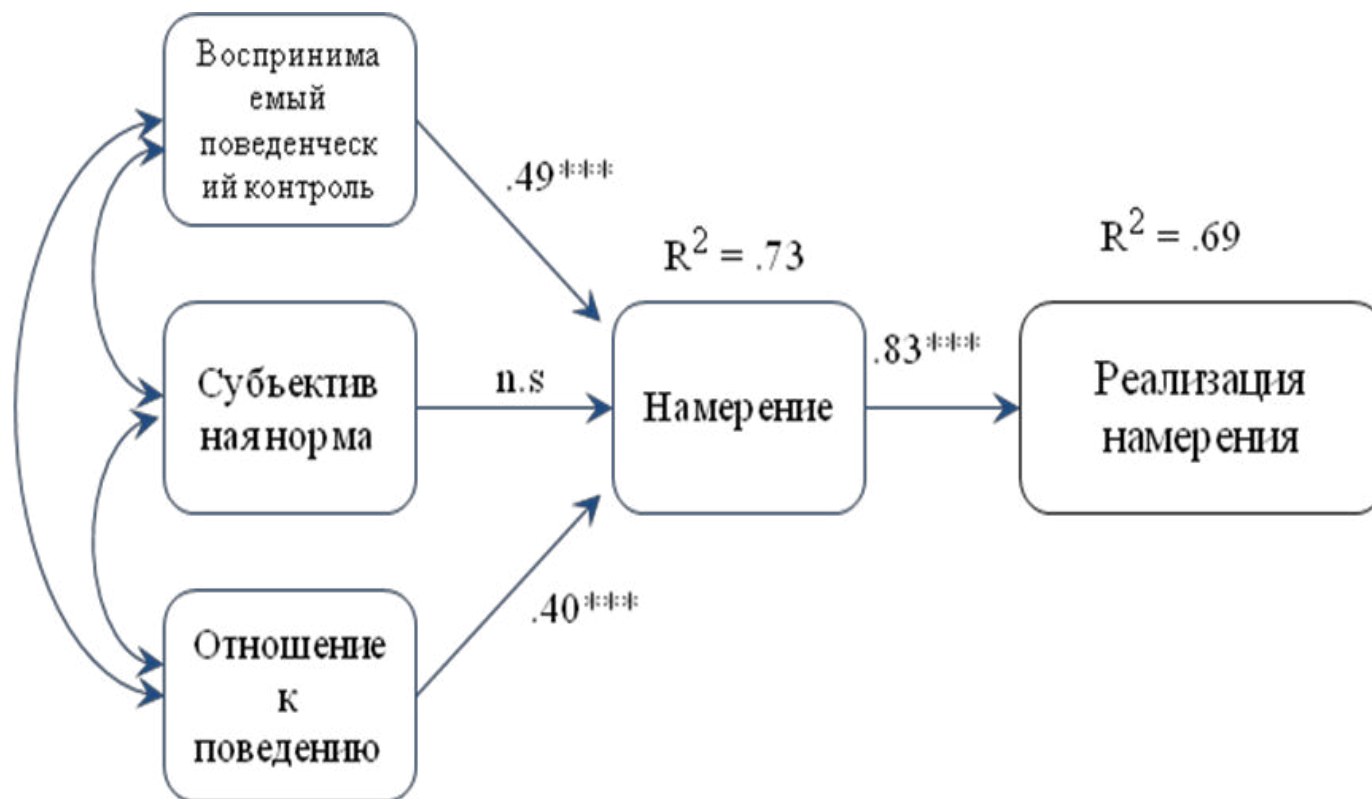 Воспринима
емый
поведенческ
ий контроль
.49***
R² = .73
R² = .69
Субъектив
ная норма
n.s
Намерение
.83***
Реализация
намерения
.40***
Отношение
к
поведению